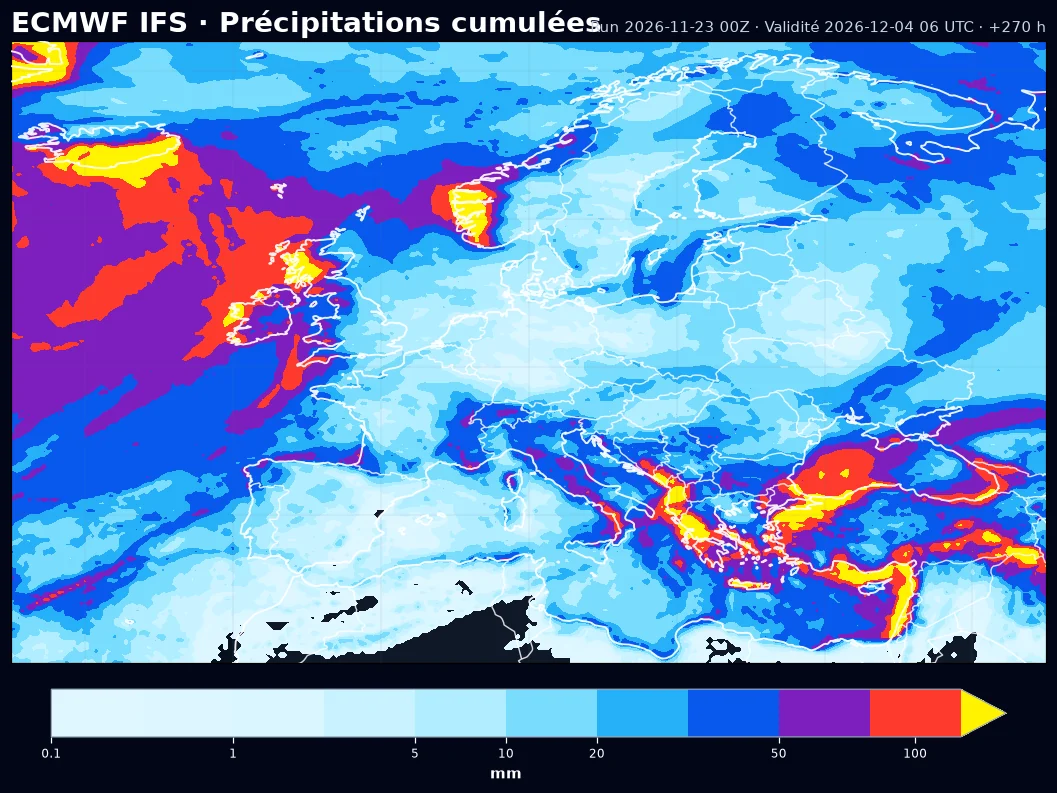 ECMWF IFS · Précipitations cumulées
Run 2026-11-23 00Z · Validité 2026-12-04 06 UTC · +270 h
0.1 1 5 10 20 50 100
mm